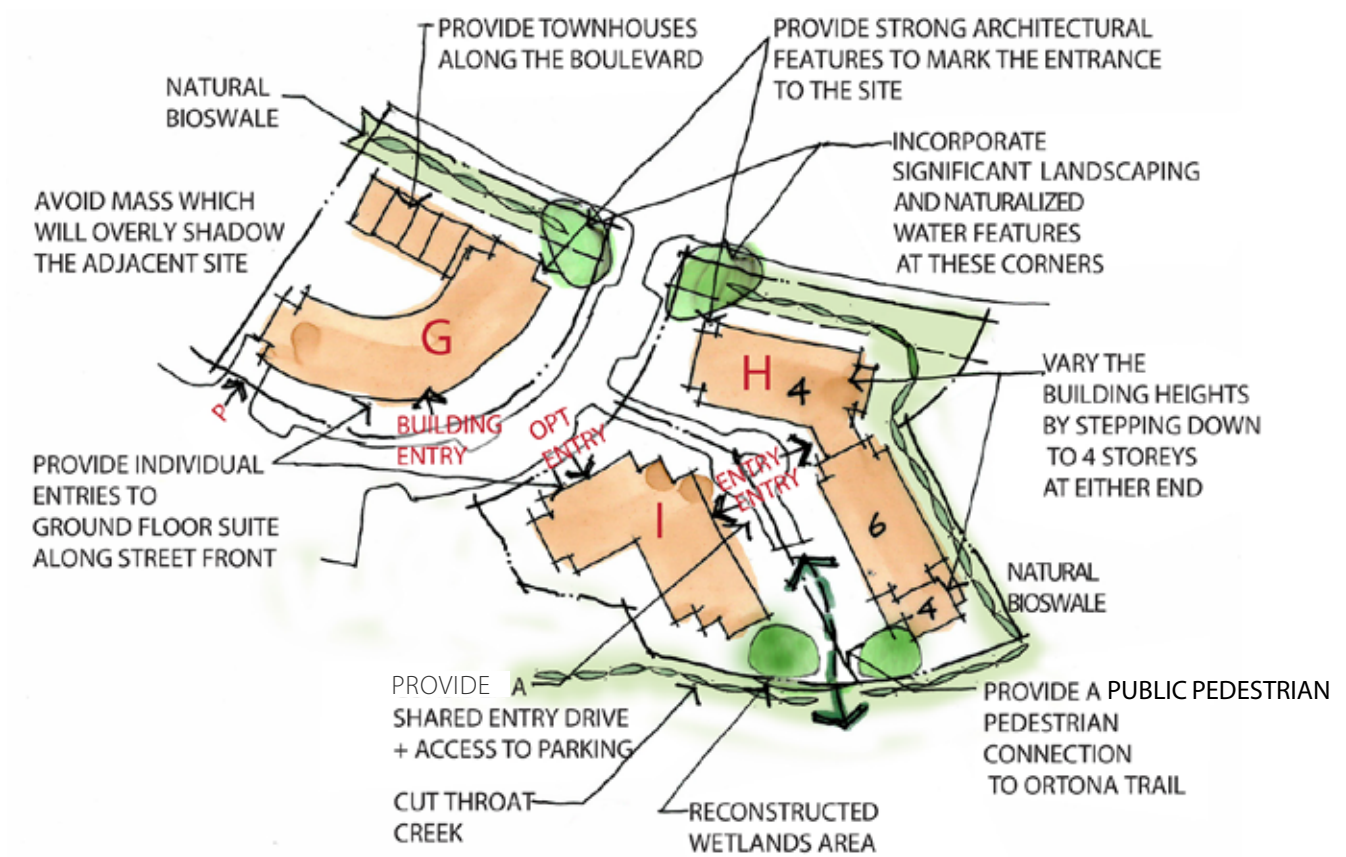 PROVIDE TOWNHOUSES
ALONG THE BOULEVARD
PROVIDE STRONG ARCHITECTURAL
FEATURES TO MARK THE ENTRANCE
TO THE SITE
NATURAL
BIOSWALE
INCORPORATE
SIGNIFICANT LANDSCAPING
AND NATURALIZED
WATER FEATURES
AT THESE CORNERS
AVOID MASS WHICH
WILL OVERLY SHADOW
THE ADJACENT SITE
G
H
4
VARY THE
BUILDING HEIGHTS
BY STEPPING DOWN
TO 4 STOREYS
AT EITHER END
P
BUILDING
ENTRY
OPT
ENTRY
ENTRY
ENTRY
PROVIDE INDIVIDUAL
ENTRIES TO
GROUND FLOOR SUITE
ALONG STREET FRONT
I
6
4
NATURAL
BIOSWALE
PROVIDE A
SHARED ENTRY DRIVE
+ ACCESS TO PARKING
PROVIDE A PUBLIC PEDESTRIAN
PEDESTRIAN
CONNECTION
TO ORTONA TRAIL
CUT THROAT
CREEK
RECONSTRUCTED
WETLANDS AREA